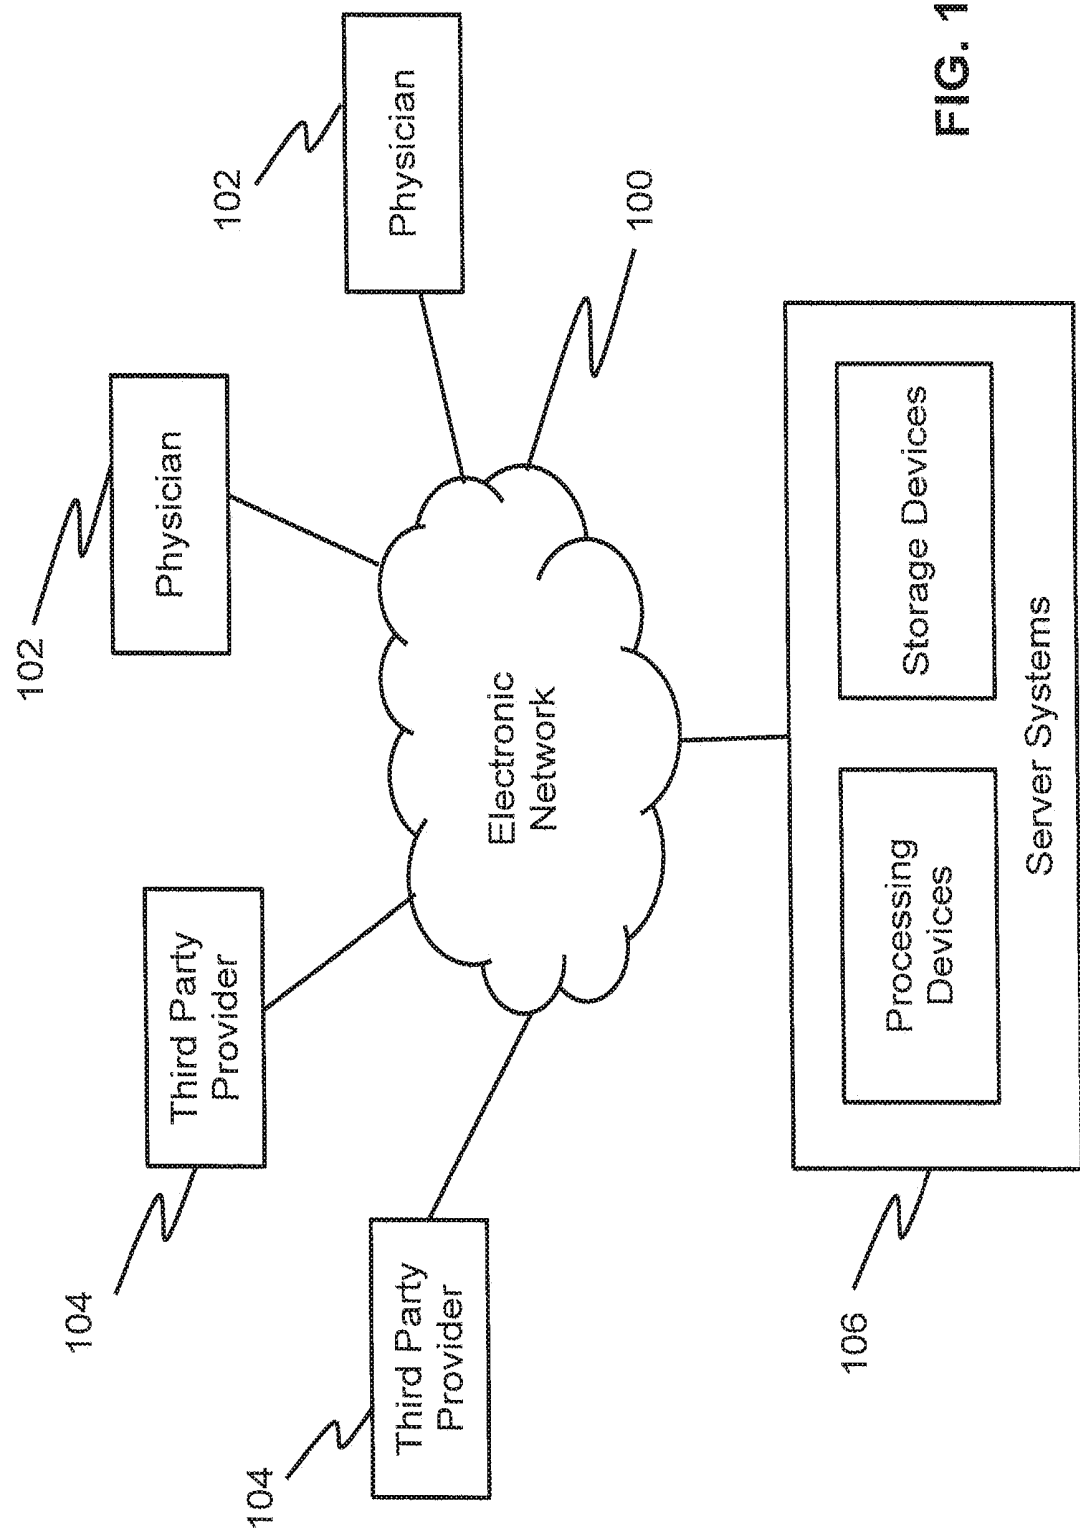 102
Physician
102
Physician
104
Third Party
Provider
104
Third Party
Provider
Electronic
Network
100
106
Processing
Devices
Storage Devices
Server Systems
FIG. 1